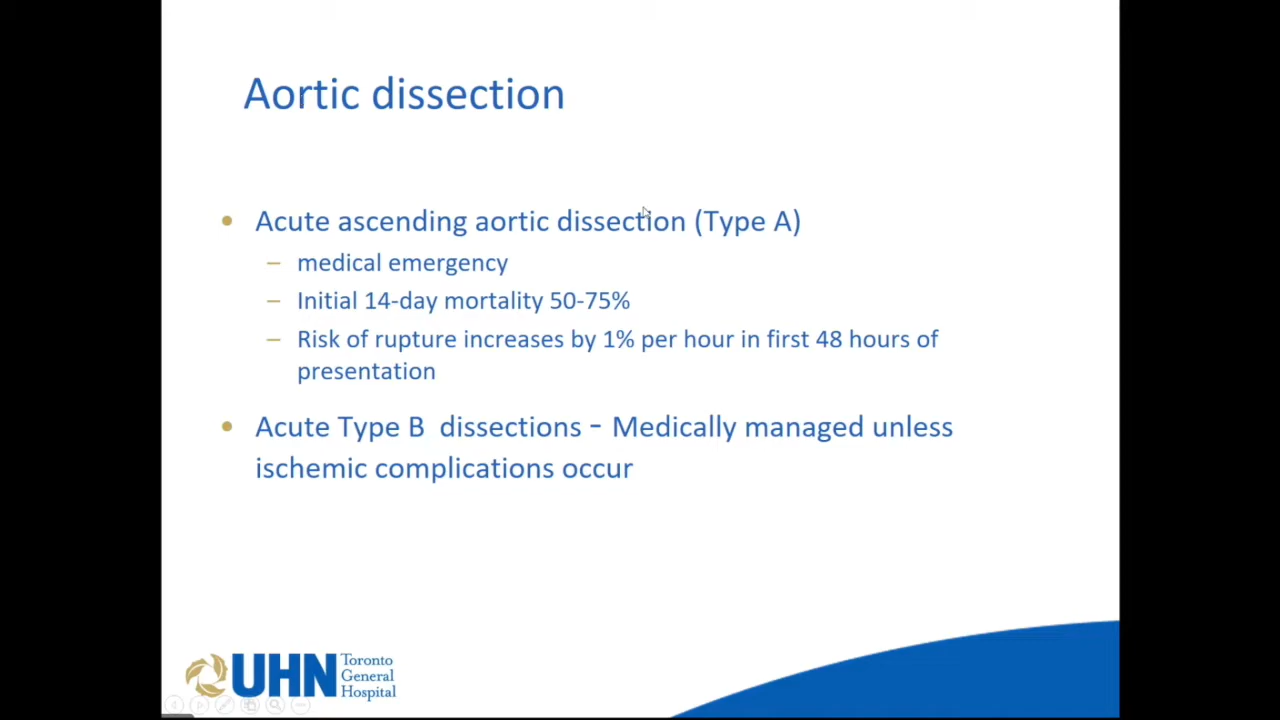 Aortic dissection
• Acute ascending aortic dissection (Type A)
– medical emergency
– Initial 14-day mortality 50-75%
– Risk of rupture increases by 1% per hour in first 48 hours of
presentation
• Acute Type B dissections - Medically managed unless
ischemic complications occur
UHN Toronto
General
Hospital